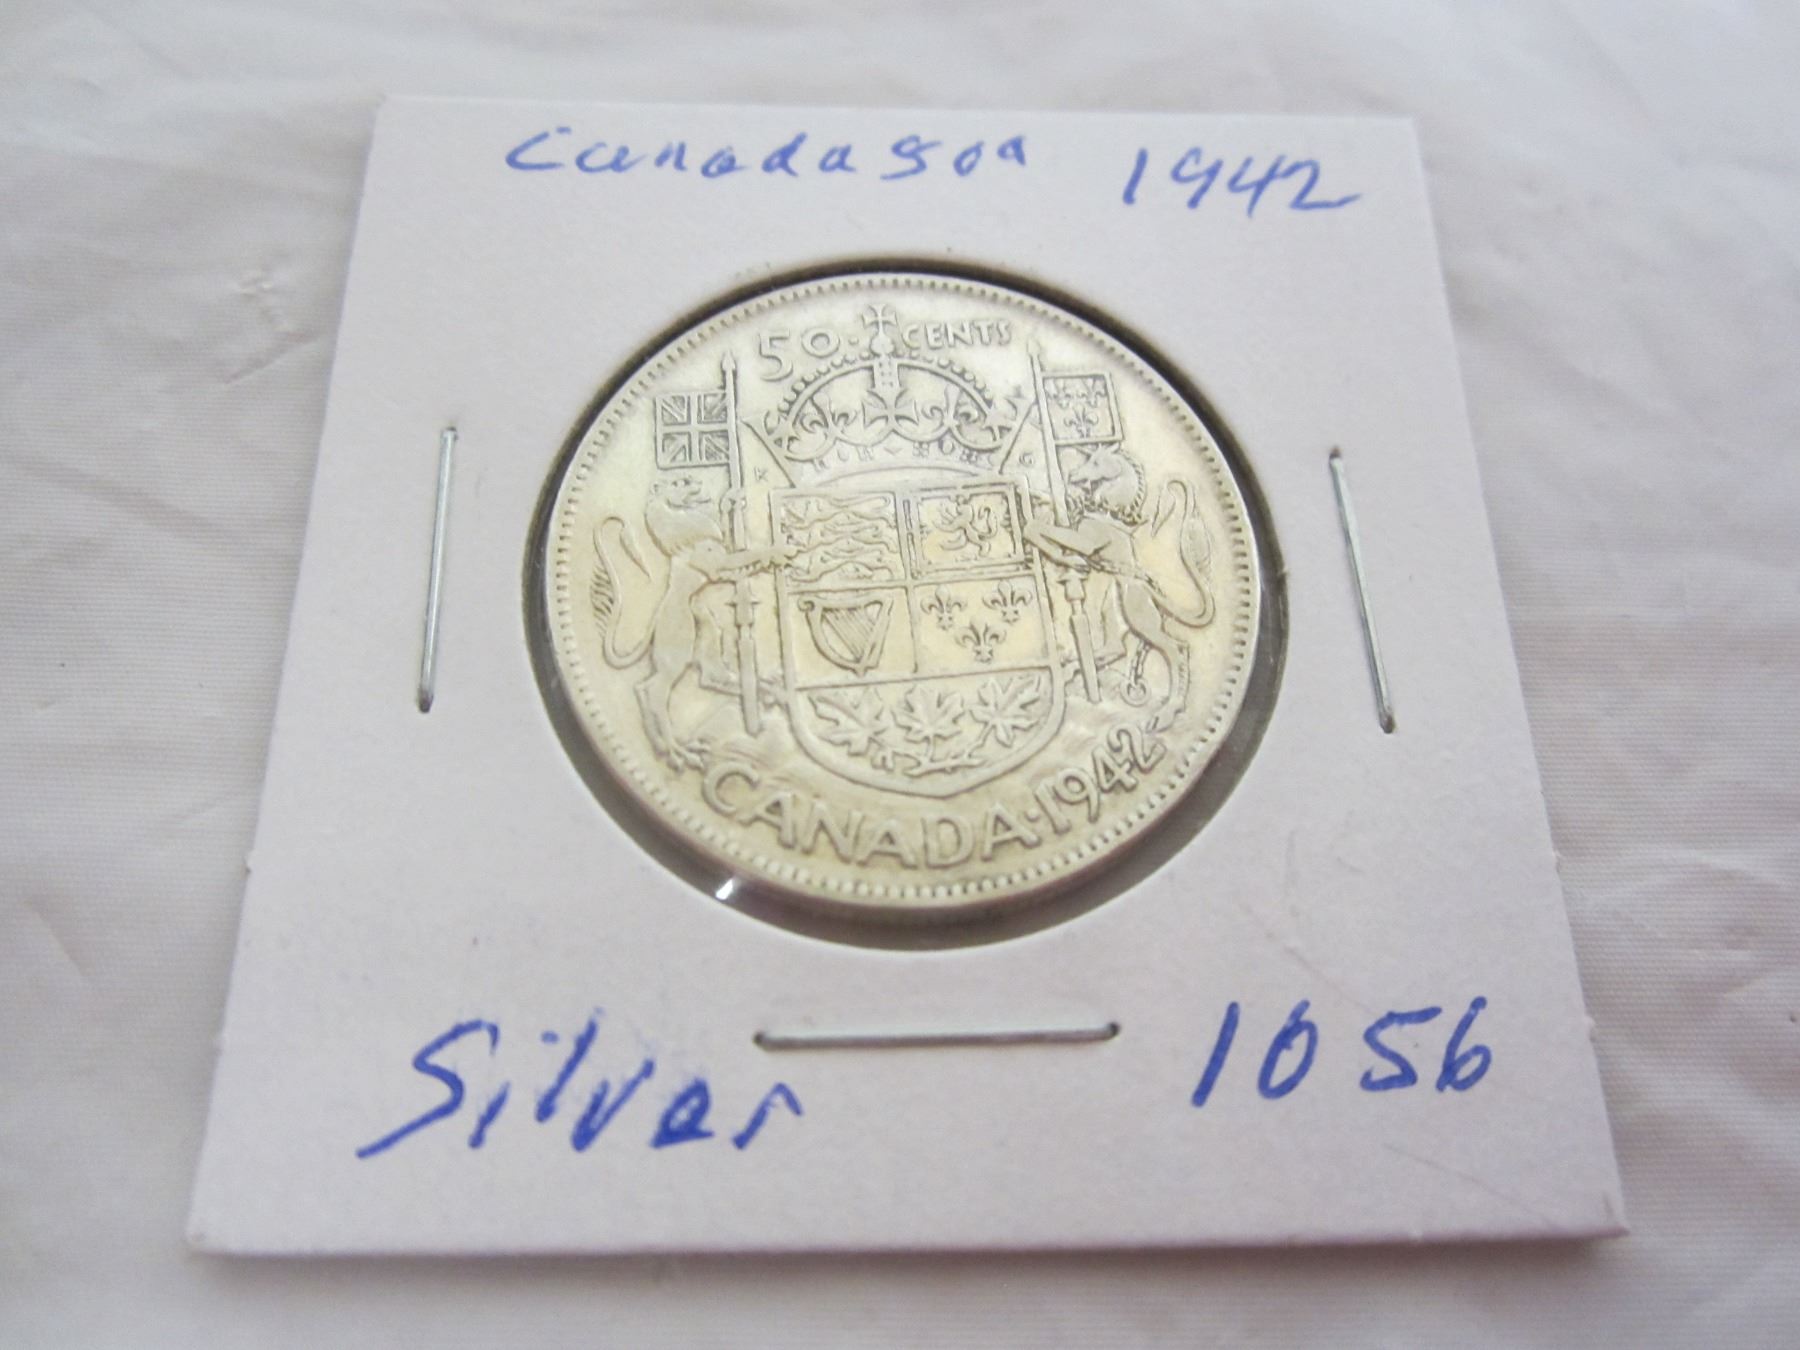 Canada 50¢ 1942
50 · CENTS
K G
CANADA · 1942
Silver 1056